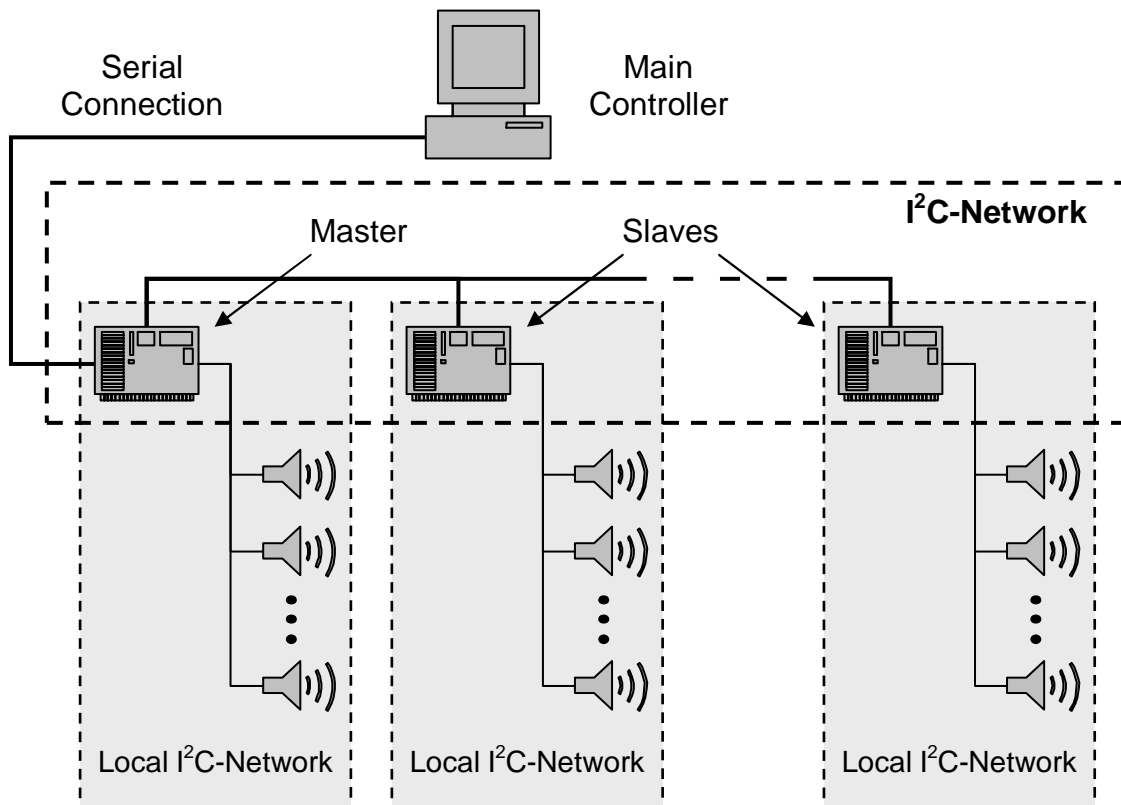 Serial
Connection
Main
Controller
I²C-Network
Master
Slaves
Local I²C-Network
Local I²C-Network
Local I²C-Network